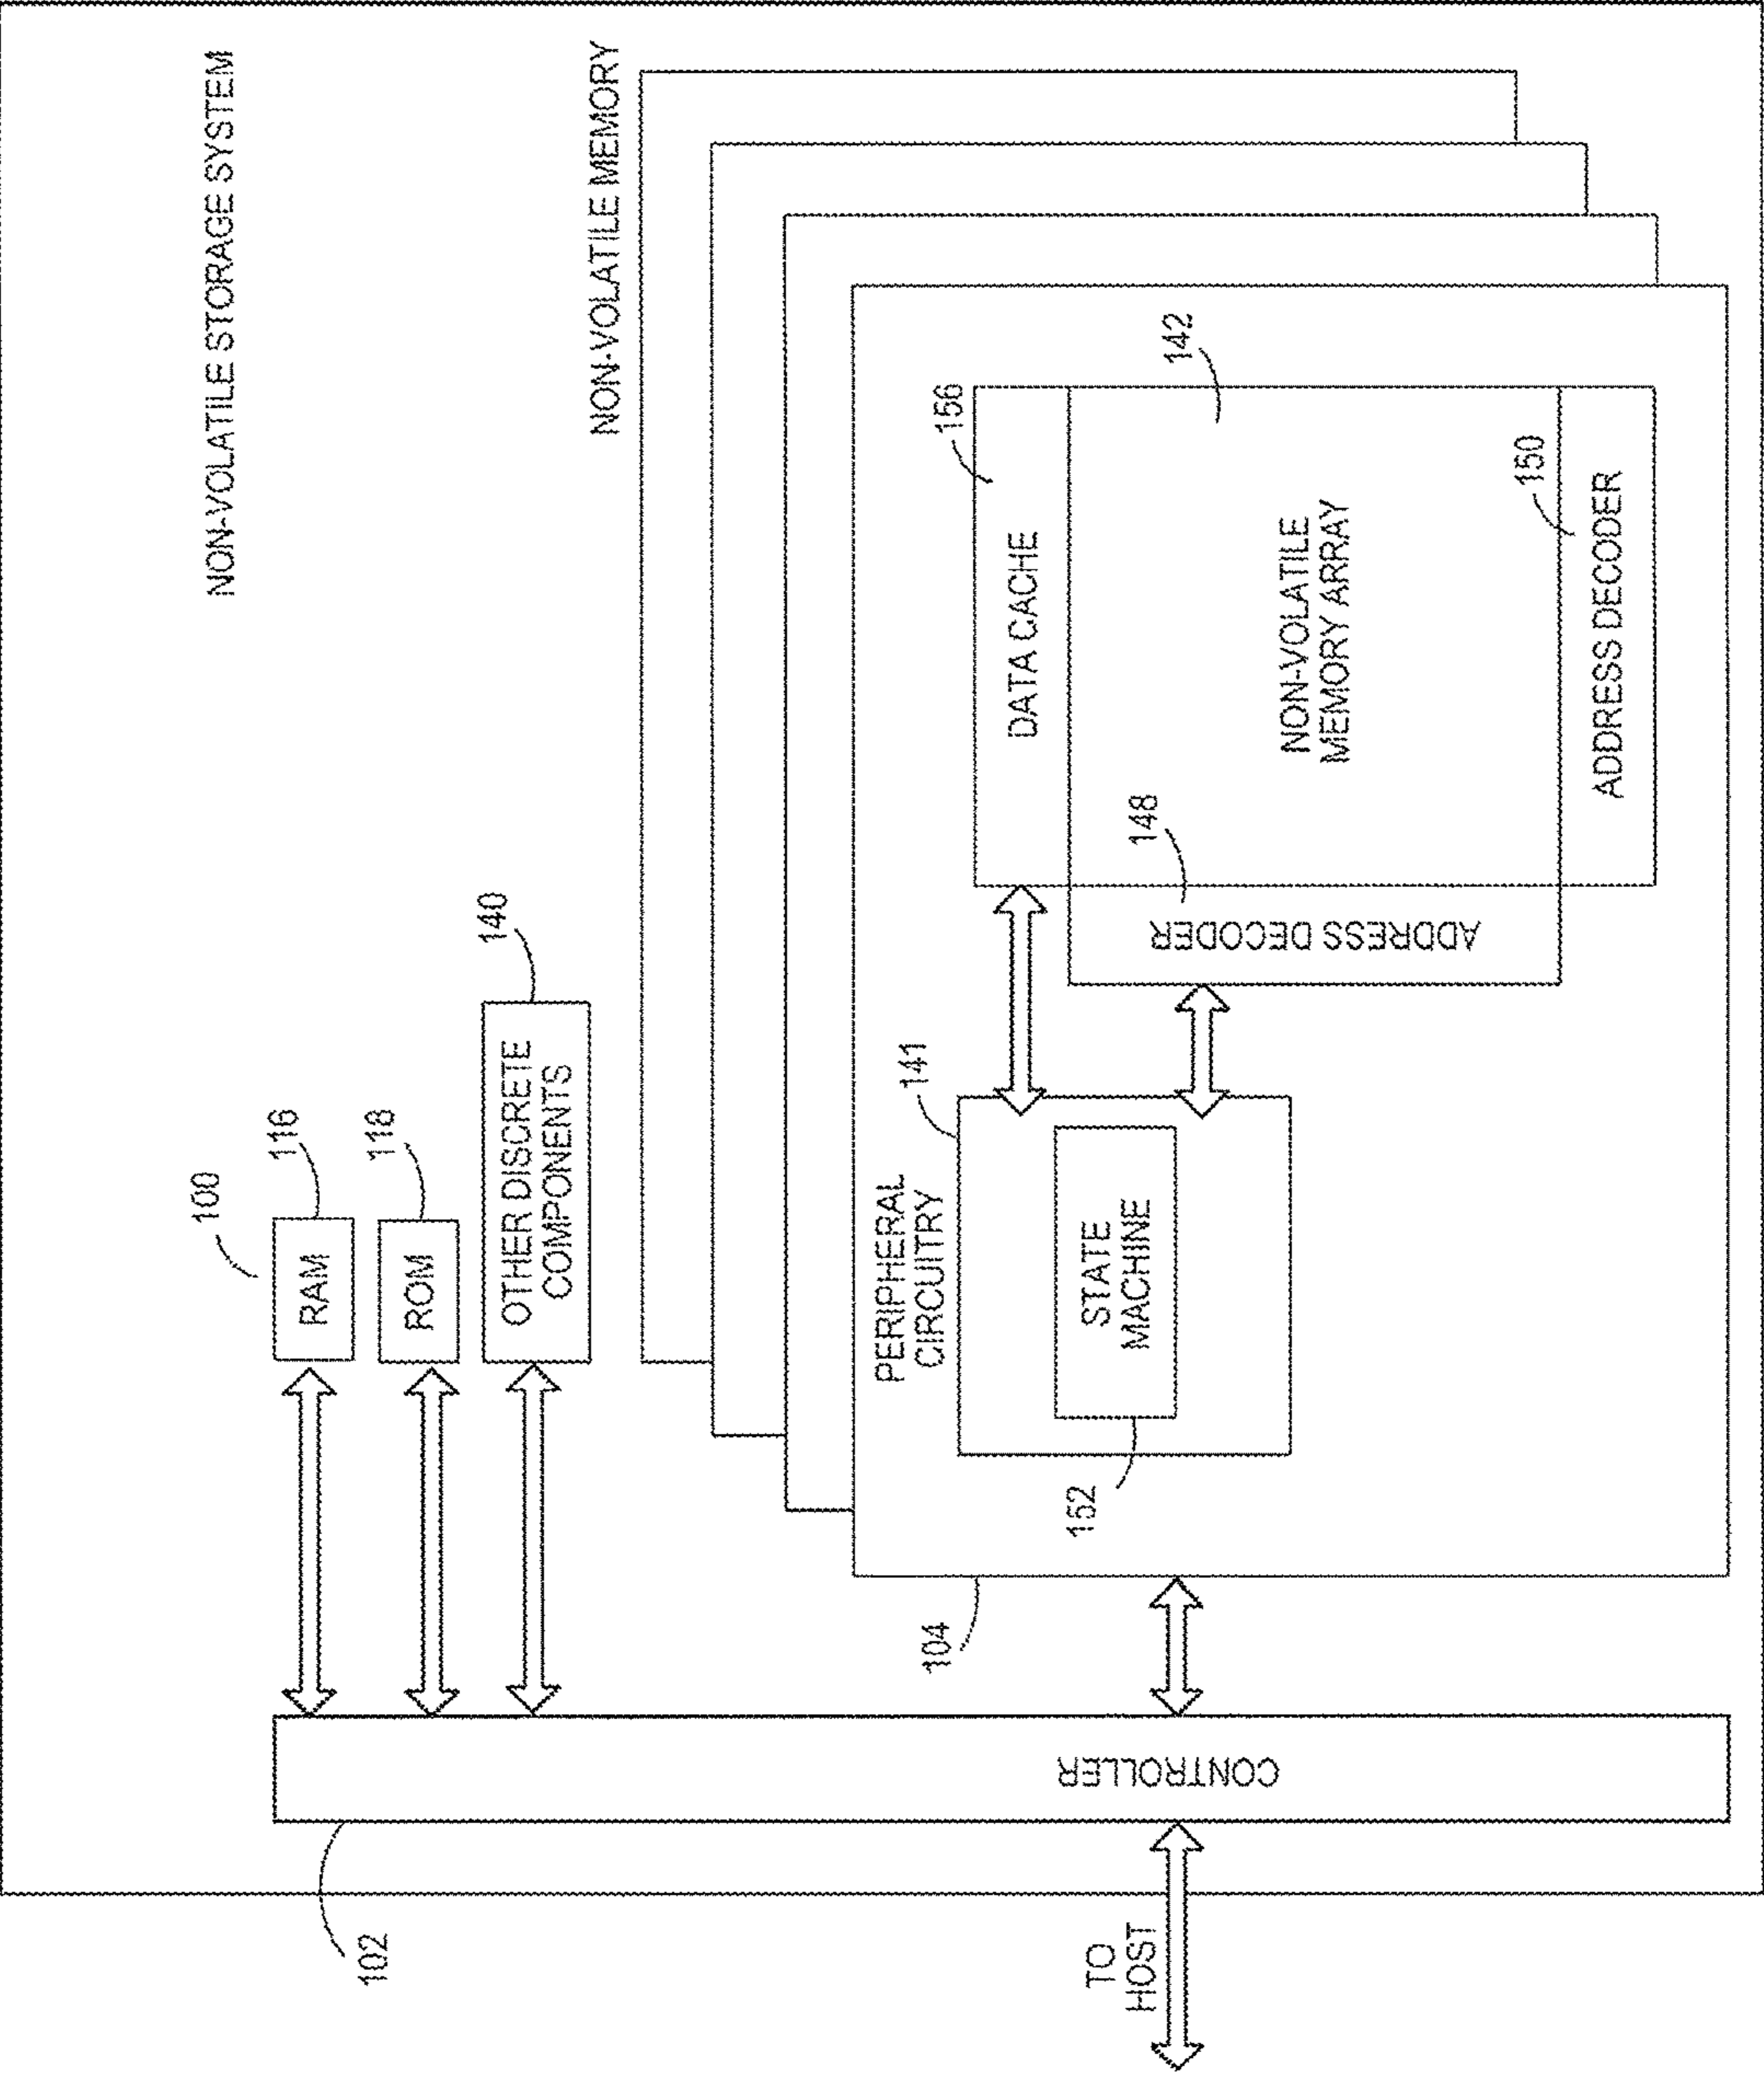 NON-VOLATILE STORAGE SYSTEM
100
116
RAM
118
ROM
140
OTHER DISCRETE
COMPONENTS
NON-VOLATILE MEMORY
102
CONTROLLER
TO
HOST
104
PERIPHERAL
CIRCUITRY
141
STATE
MACHINE
152
156
DATA CACHE
142
NON-VOLATILE
MEMORY ARRAY
148
ADDRESS DECODER
150
ADDRESS DECODER